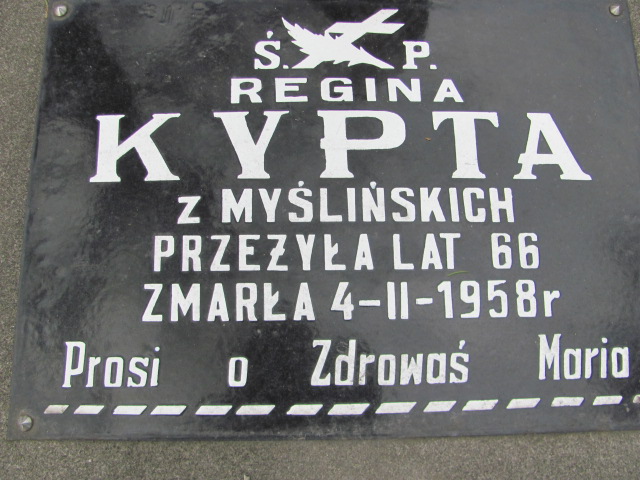 Ś. P.
REGINA
KYPTA
z MYŚLIŃSKICH
PRZEŻYŁA LAT 66
ZMARŁA 4-II-1958r
Prosi o Zdrowaś Maria